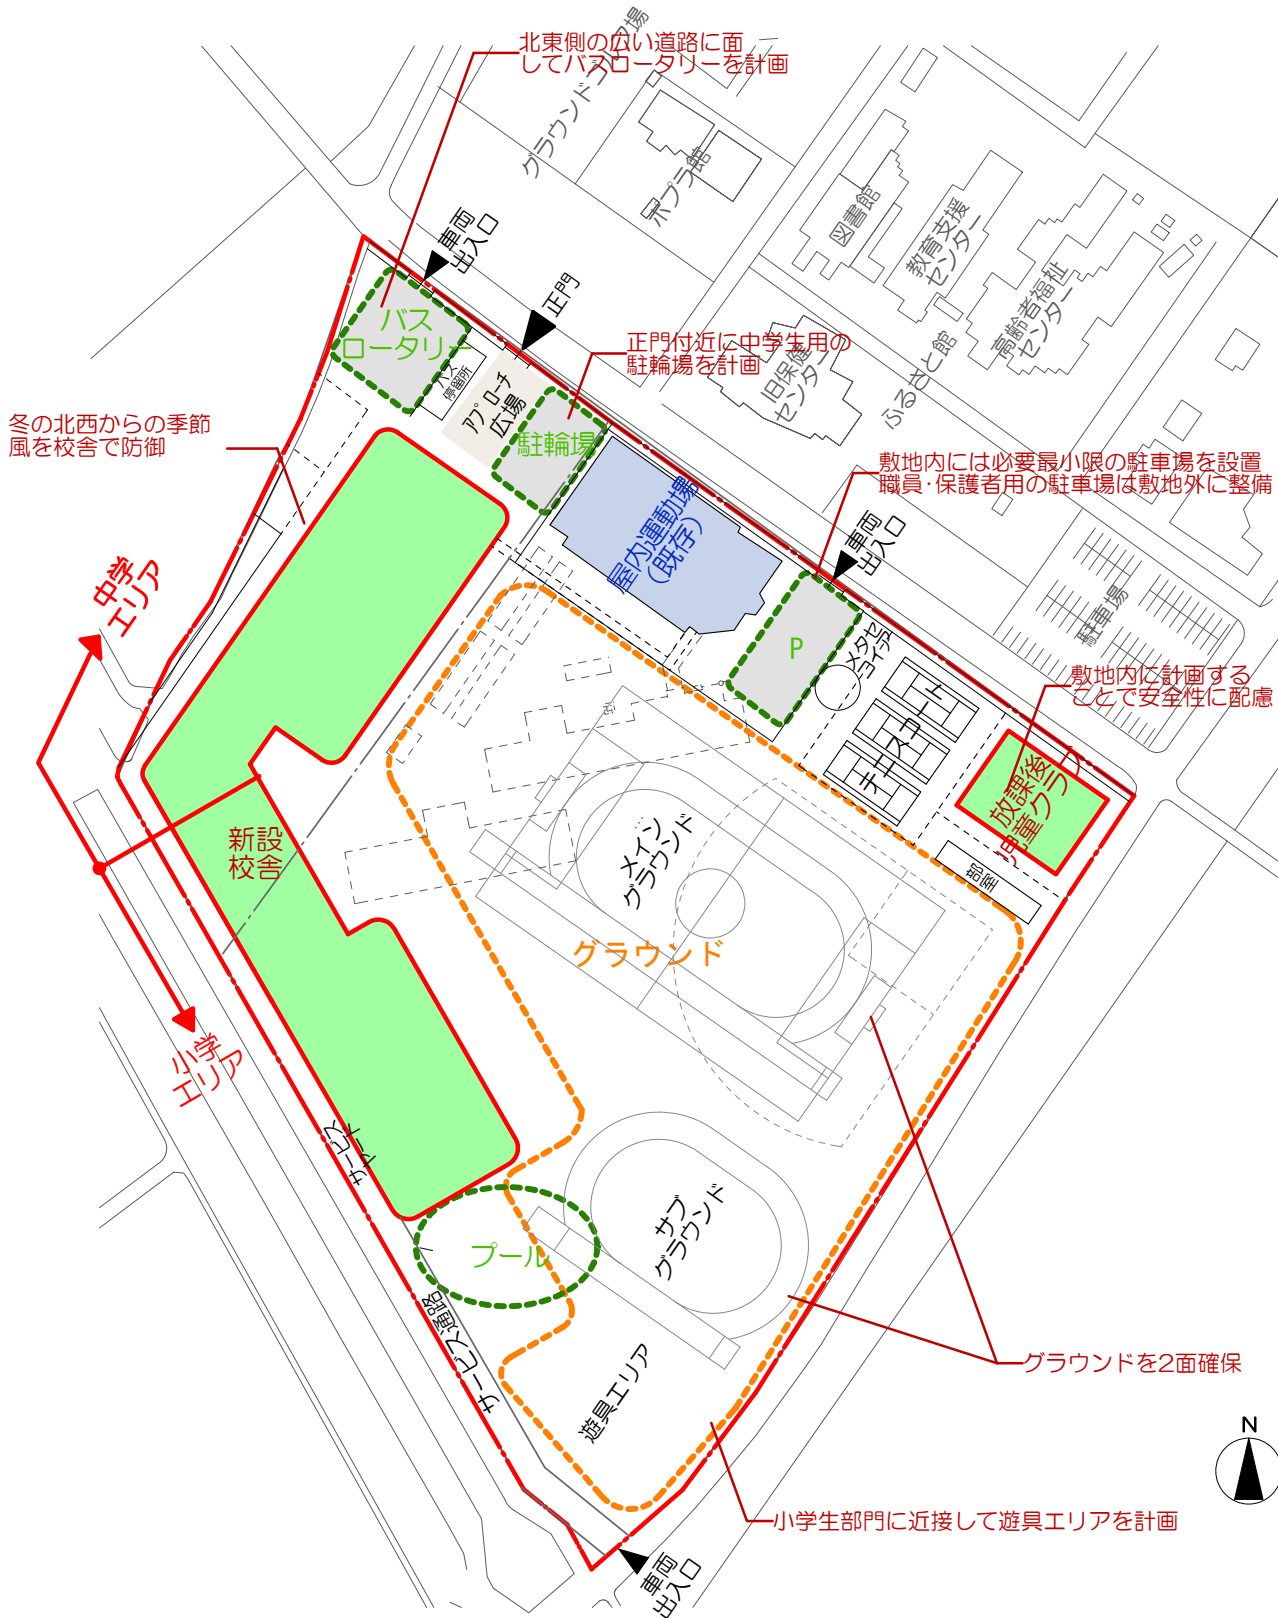 北東側の広い道路に面
してバスロータリーを計画
グラウンドゴルフ場
ポプラ館
図書館
教育支援
センター
高齢者福祉
センター
ふるさと館
旧保健
センター
車両
出入口
正門
バス
ロータリー
バス
停留所
アプローチ
広場
駐輪場
正門付近に中学生用の
駐輪場を計画
冬の北西からの季節
風を校舎で防御
屋内運動場
(既存)
敷地内には必要最小限の駐車場を設置
職員・保護者用の駐車場は敷地外に整備
車両
出入口
駐車場
P
メタセ
コイア
テニスコート
敷地内に計画する
ことで安全性に配慮
放課後
児童クラブ
部室
中学
エリア
新設
校舎
小学
エリア
メイン
グラウンド
グラウンド
サービス
ヤード
プール
サブ
グラウンド
サービス通路
遊具エリア
グラウンドを2面確保
小学生部門に近接して遊具エリアを計画
車両
出入口
N